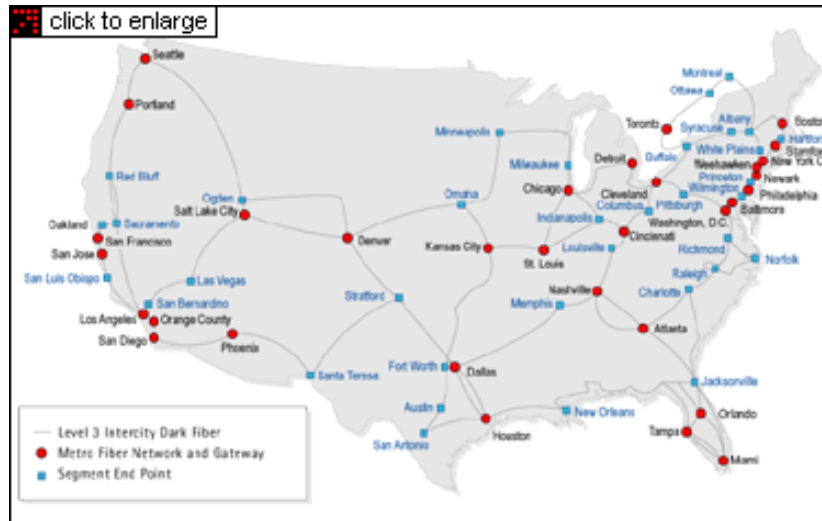 click to enlarge
Seattle
Portland
Red Bluff
Oakland
Sacramento
San Francisco
San Jose
San Luis Obispo
Los Angeles
San Bernardino
Orange County
San Diego
Las Vegas
Phoenix
Ogden
Salt Lake City
Denver
Stratford
Santa Teresa
Minneapolis
Omaha
Kansas City
Milwaukee
Chicago
St. Louis
Indianapolis
Louisville
Nashville
Memphis
Fort Worth
Dallas
Austin
San Antonio
Houston
New Orleans
Detroit
Cleveland
Columbus
Cincinati
Pittsburgh
Toronto
Ottawa
Montreal
Buffalo
Syracuse
Albany
White Plains
Weehawken
Princeton
Wilmington
Boston
Hartford
Stamford
New York C
Newark
Philadelphia
Baltimore
Washington, D.C.
Richmond
Norfolk
Raleigh
Charlotte
Atlanta
Jacksonville
Orlando
Tampa
Miami
Level 3 Intercity Dark Fiber
Metro Fiber Network and Gateway
Segment End Point